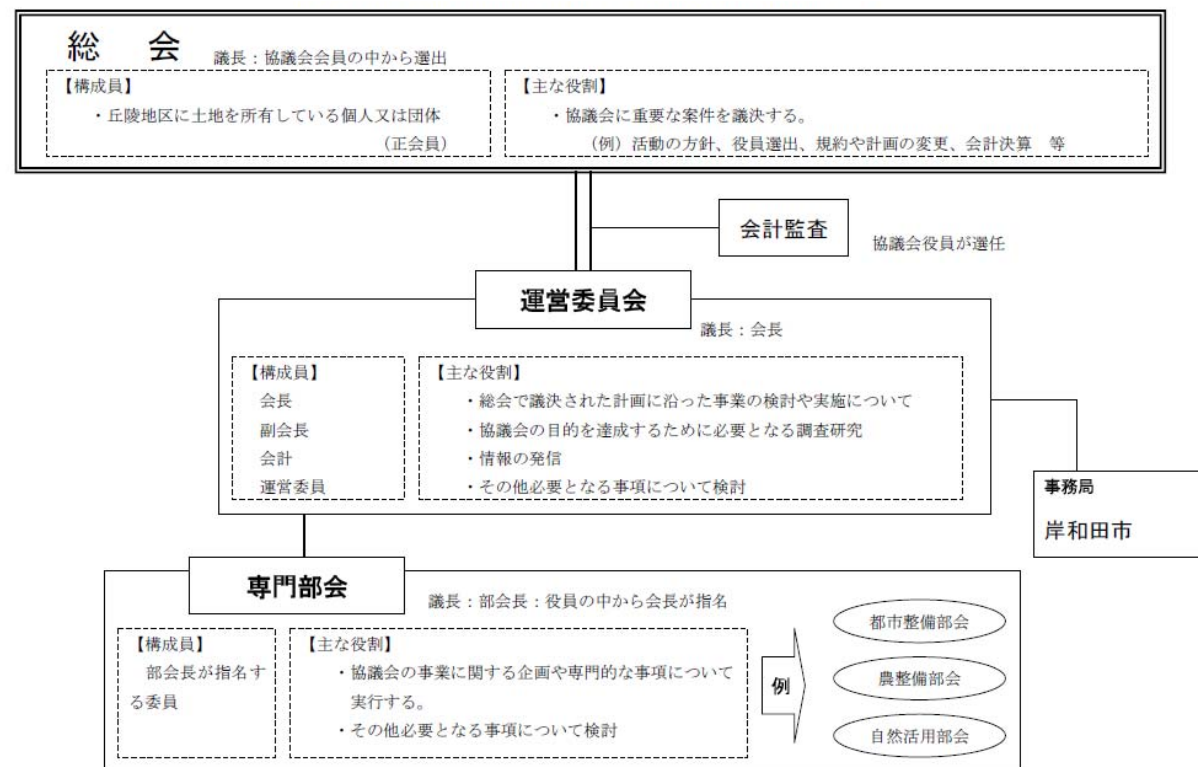 総　会　議長：協議会会員の中から選出
【構成員】
・丘陵地区に土地を所有している個人又は団体
（正会員）
【主な役割】
・協議会に重要な案件を議決する。
（例）活動の方針、役員選出、規約や計画の変更、会計決算　等
会計監査
協議会役員が選任
運営委員会
議長：会長
【構成員】
会長
副会長
会計
運営委員
【主な役割】
・総会で議決された計画に沿った事業の検討や実施について
・協議会の目的を達成するために必要となる調査研究
・情報の発信
・その他必要となる事項について検討
事務局
岸和田市
専門部会
議長：部会長：役員の中から会長が指名
【構成員】
部会長が指名す
る委員
【主な役割】
・協議会の事業に関する企画や専門的な事項について
実行する。
・その他必要となる事項について検討
例
都市整備部会
農整備部会
自然活用部会